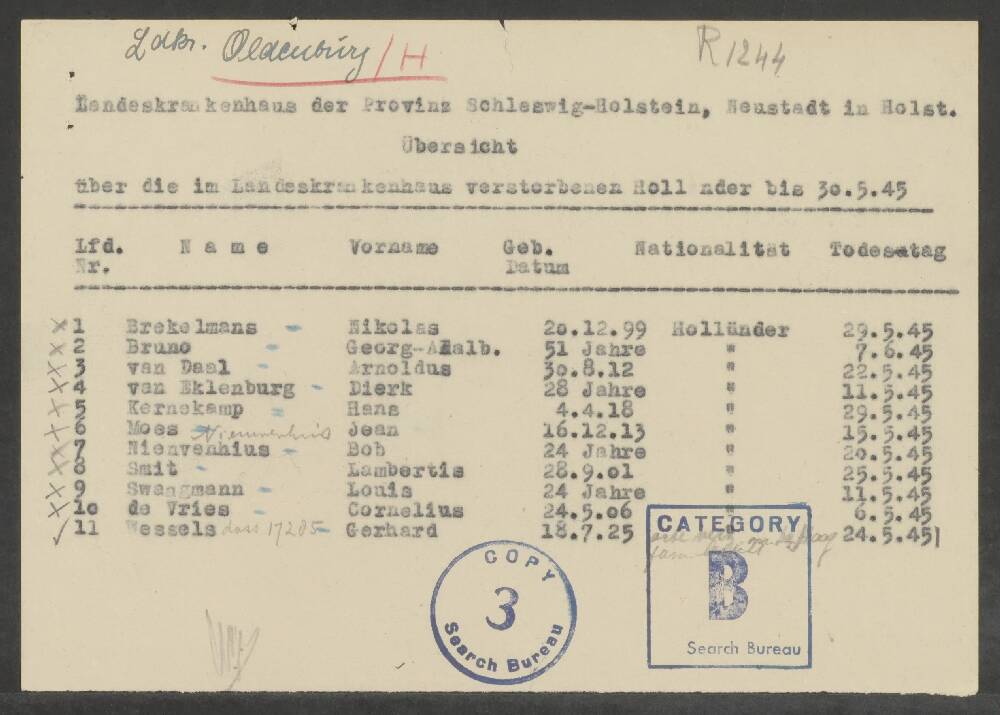 Ldkr. Oldenburg/H R 1244
Landeskrankenhaus der Provinz Schleswig-Holstein, Neustadt in Holst.
Übersicht
über die im Landeskrankenhaus verstorbenen Holl nder bis 30.5.45
Lfd. Name Vorname Geb. Nationalität Todestag
Nr. Datum
x 1 Brekelmans - Nikolas 20.12.99 Holländer 29.5.45
x 2 Bruno - Georg-Adalb. 51 Jahre " 7.6.45
x 3 van Daal - Arnoldus 30.8.12 " 22.5.45
x 4 van Eklenburg - Dierk 28 Jahre " 11.5.45
x 5 Kernekamp - Hans 4.4.18 " 29.5.45
x 6 Moes - Jean 16.12.13 " 15.5.45
x 7 Nienvenhius - Nieuwenhuis Bob 24 Jahre " 20.5.45
x 8 Smit - Lambertis 28.9.01 " 25.5.45
x 9 Swangmann - Louis 24 Jahre " 11.5.45
x 10 de Vries - Cornelius 24.5.06 " 6.5.45
✓ 11 Wessels doss 17205 - Gerhard 18.7.25 24.5.45
COPY
3
Search Bureau
CATEGORY
B
Search Bureau